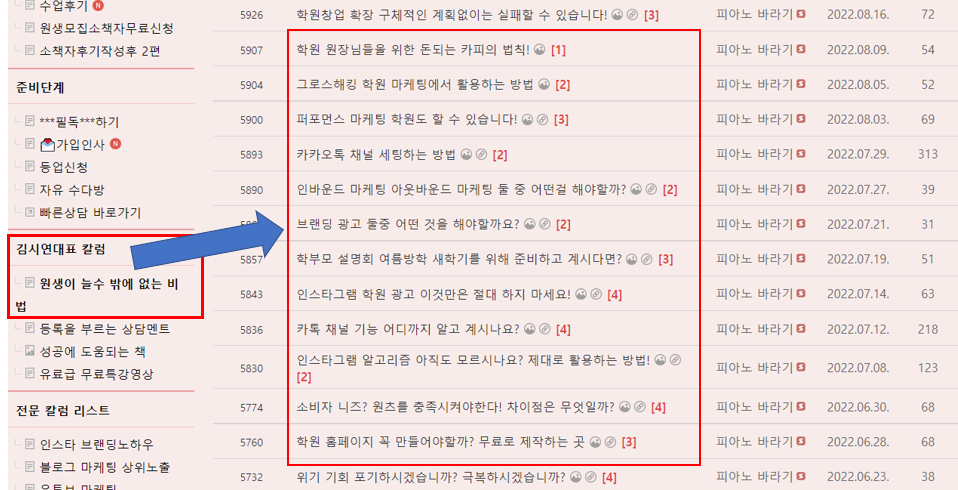 수업후기 N
원생모집소책자무료신청
소책자후기작성후 2편
준비단계
***필독***하기
가입인사 N
등업신청
자유 수다방
빠른상담 바로가기
김시연대표 칼럼
원생이 늘수 밖에 없는 비
법
등록을 부르는 상담멘트
성공에 도움되는 책
유료급 무료특강영상
전문 칼럼 리스트
인스타 브랜딩노하우
블로그 마케팅 상위노출
유튜브 마케팅
5926 학원창업 확장 구체적인 계획없이는 실패할 수 있습니다! [3] 피아노 바라기 S 2022.08.16. 72
5907 학원 원장님들을 위한 돈되는 카피의 법칙! [1] 피아노 바라기 S 2022.08.09. 54
5904 그로스해킹 학원 마케팅에서 활용하는 방법 [2] 피아노 바라기 S 2022.08.05. 52
5900 퍼포먼스 마케팅 학원도 할 수 있습니다! [3] 피아노 바라기 S 2022.08.03. 69
5893 카카오톡 채널 세팅하는 방법 [2] 피아노 바라기 S 2022.07.29. 313
5890 인바운드 마케팅 아웃바운드 마케팅 둘 중 어떤걸 해야할까? [2] 피아노 바라기 S 2022.07.27. 39
브랜딩 광고 둘중 어떤 것을 해야할까요? [2] 피아노 바라기 S 2022.07.21. 31
5857 학부모 설명회 여름방학 새학기를 위해 준비하고 계시다면? [3] 피아노 바라기 S 2022.07.19. 51
5843 인스타그램 학원 광고 이것만은 절대 하지 마세요! [4] 피아노 바라기 S 2022.07.14. 63
5836 카톡 채널 기능 어디까지 알고 계시나요? [4] 피아노 바라기 S 2022.07.12. 218
5830 인스타그램 알고리즘 아직도 모르시나요? 제대로 활용하는 방법! 피아노 바라기 S 2022.07.08. 123
[2]
5774 소비자 니즈? 원츠를 충족시켜야한다! 차이점은 무엇일까? [4] 피아노 바라기 S 2022.06.30. 68
5760 학원 홈페이지 꼭 만들어야할까? 무료로 제작하는 곳 [3] 피아노 바라기 S 2022.06.28. 68
5732 위기 기회 포기하시겠습니까? 극복하시겠습니까? [4] 피아노 바라기 S 2022.06.23. 38